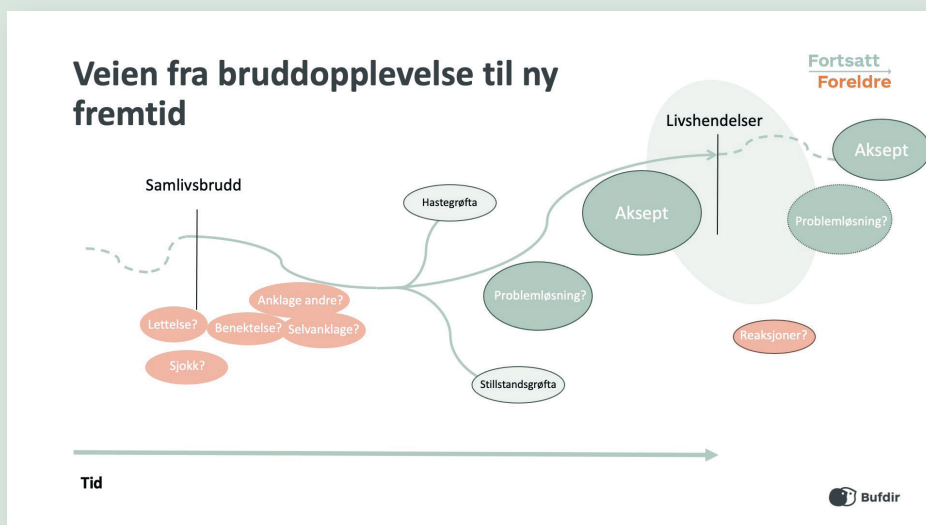 Veien fra bruddopplevelse til ny
fremtid
Fortsatt
Foreldre
Livshendelser
Samlivsbrudd
Hastegrøfta
Aksept
Aksept
Problemløsning?
Problemløsning?
Anklage andre?
Lettelse?
Benektelse?
Selvanklage?
Sjokk?
Reaksjoner?
Stillstandsgrøfta
Tid
Bufdir